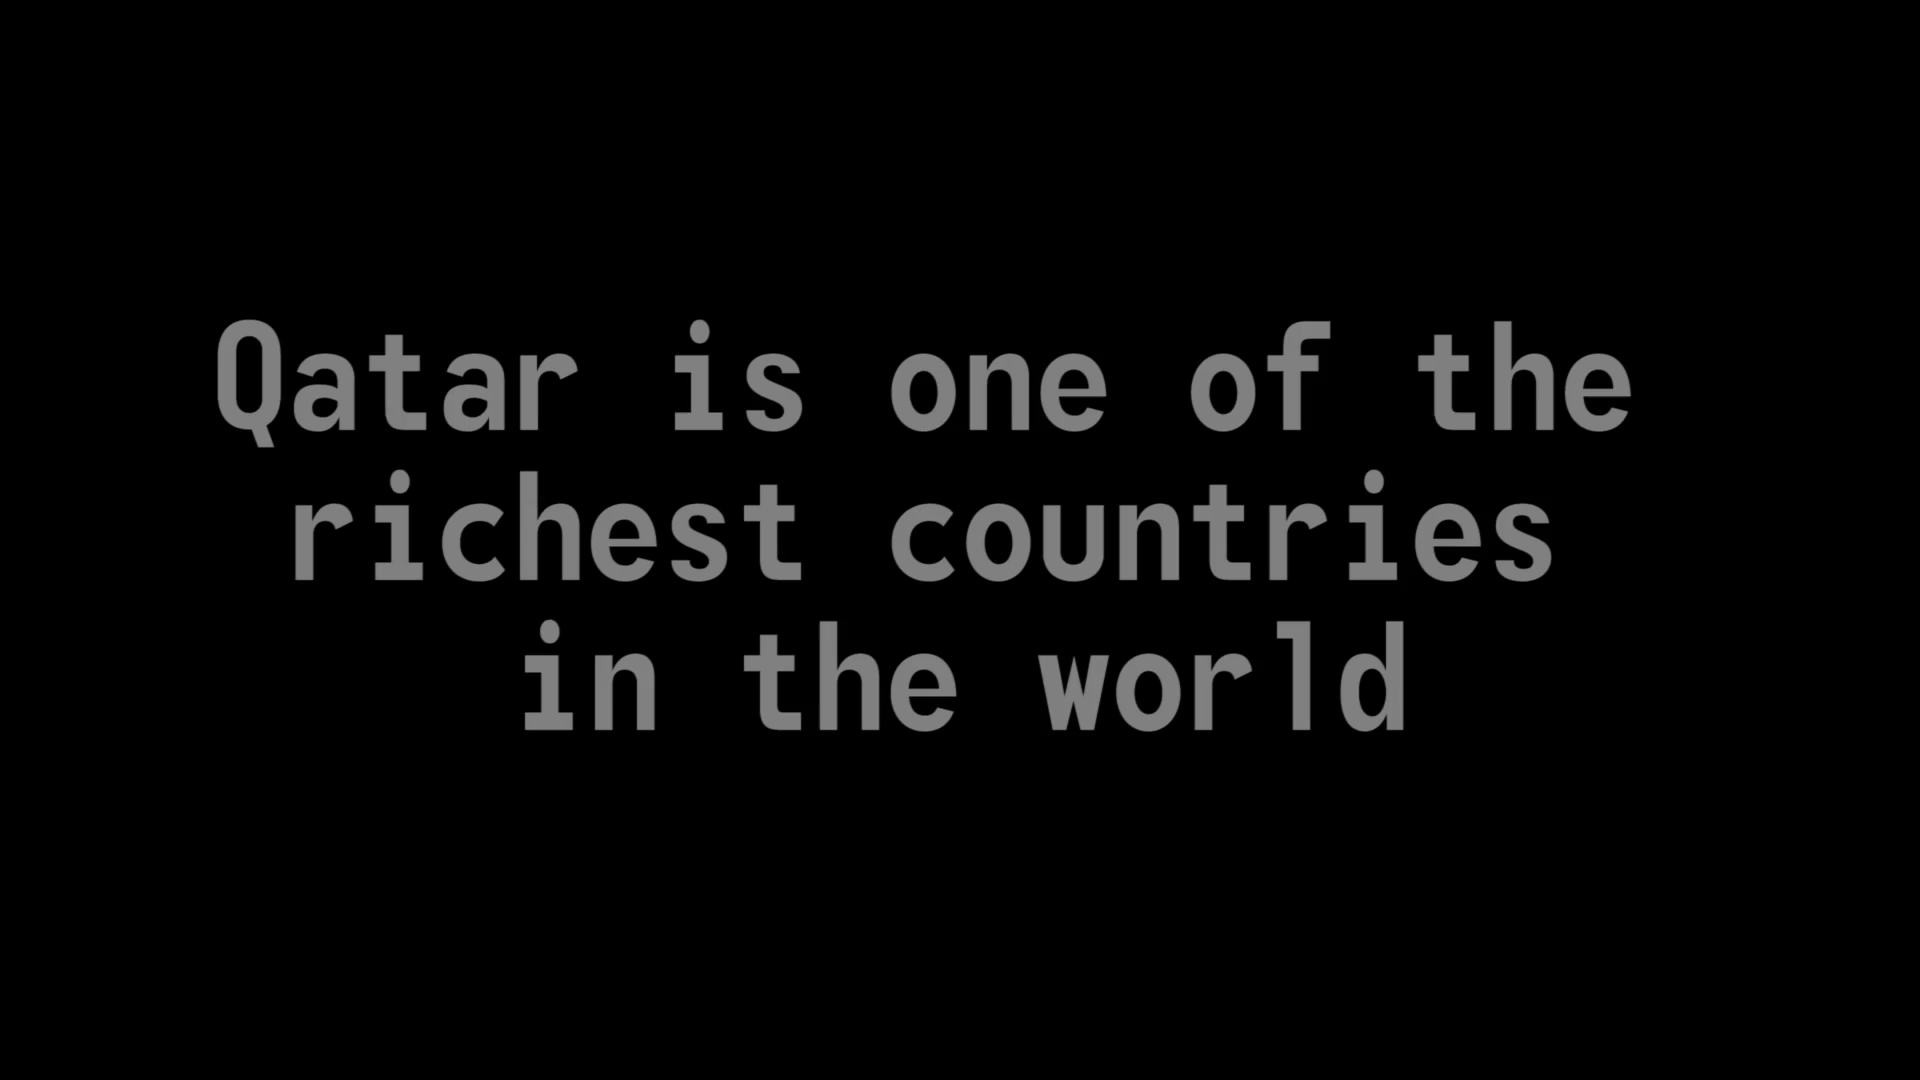 Qatar is one of the
richest countries
in the world